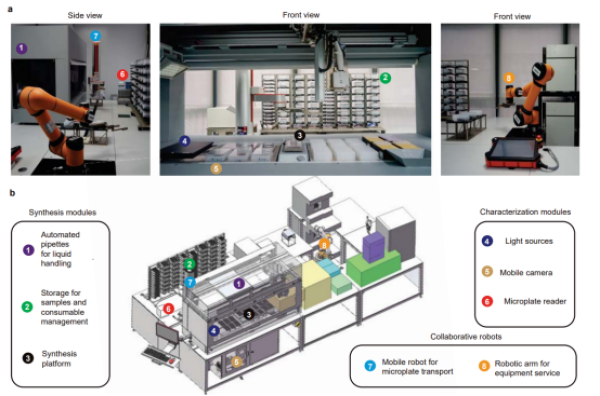 a
Side view
Front view
Front view
1
7
6
2
3
4
5
8
b
Synthesis modules
1
Automated
pipettes
for liquid
handling
2
Storage for
samples and
consumable
management
3
Synthesis
platform
2
7
1
6
3
4
5
8
Characterization modules
4
Light sources
5
Mobile camera
6
Microplate reader
Collaborative robots
7
Mobile robot for
microplate transport
8
Robotic arm for
equipment service